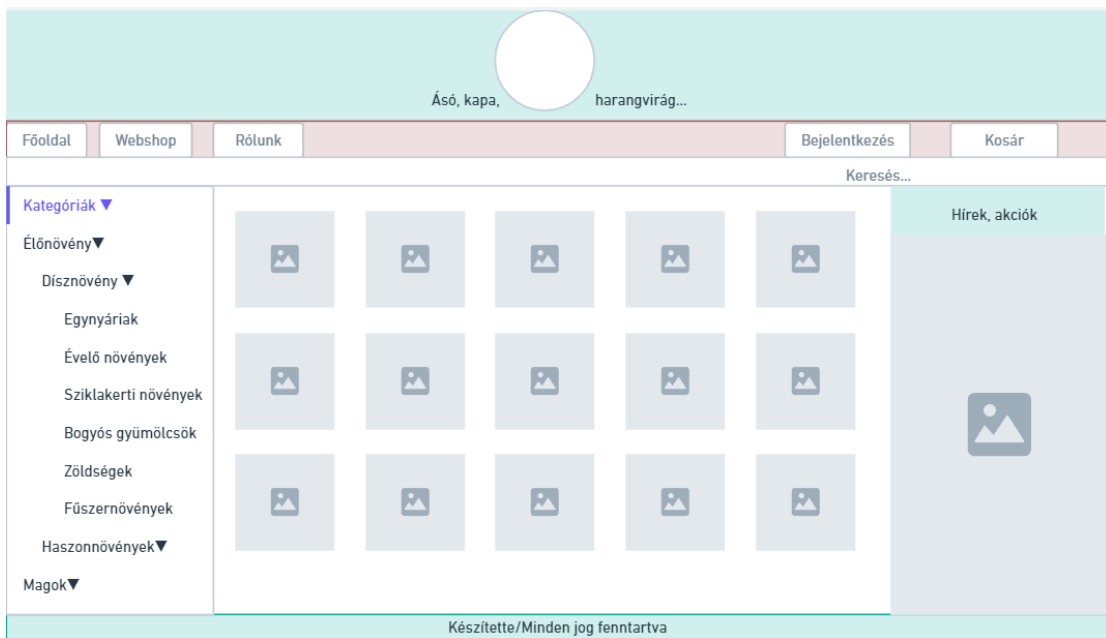 Ásó, kapa, harangvirág...
Főoldal Webshop Rólunk Bejelentkezés Kosár
Keresés...
Kategóriák ▼
Élőnövény▼
Dísznövény ▼
Egynyáriak
Évelő növények
Sziklakerti növények
Bogyós gyümölcsök
Zöldségek
Fűszernövények
Haszonnövények▼
Magok▼
Hírek, akciók
Készítette/Minden jog fenntartva